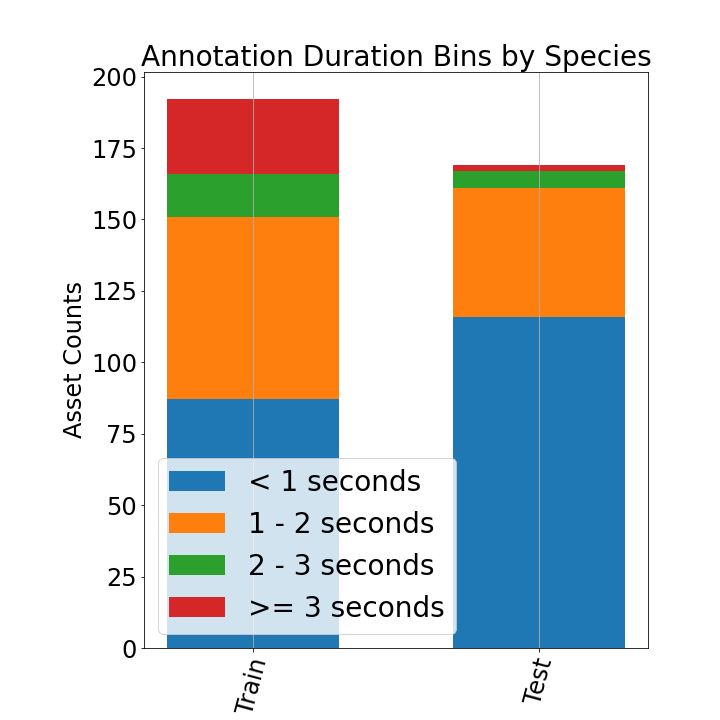 Annotation Duration Bins by Species
200
175
150
125
100
75
50
25
0
Asset Counts
< 1 seconds
1 - 2 seconds
2 - 3 seconds
>= 3 seconds
Train
Test